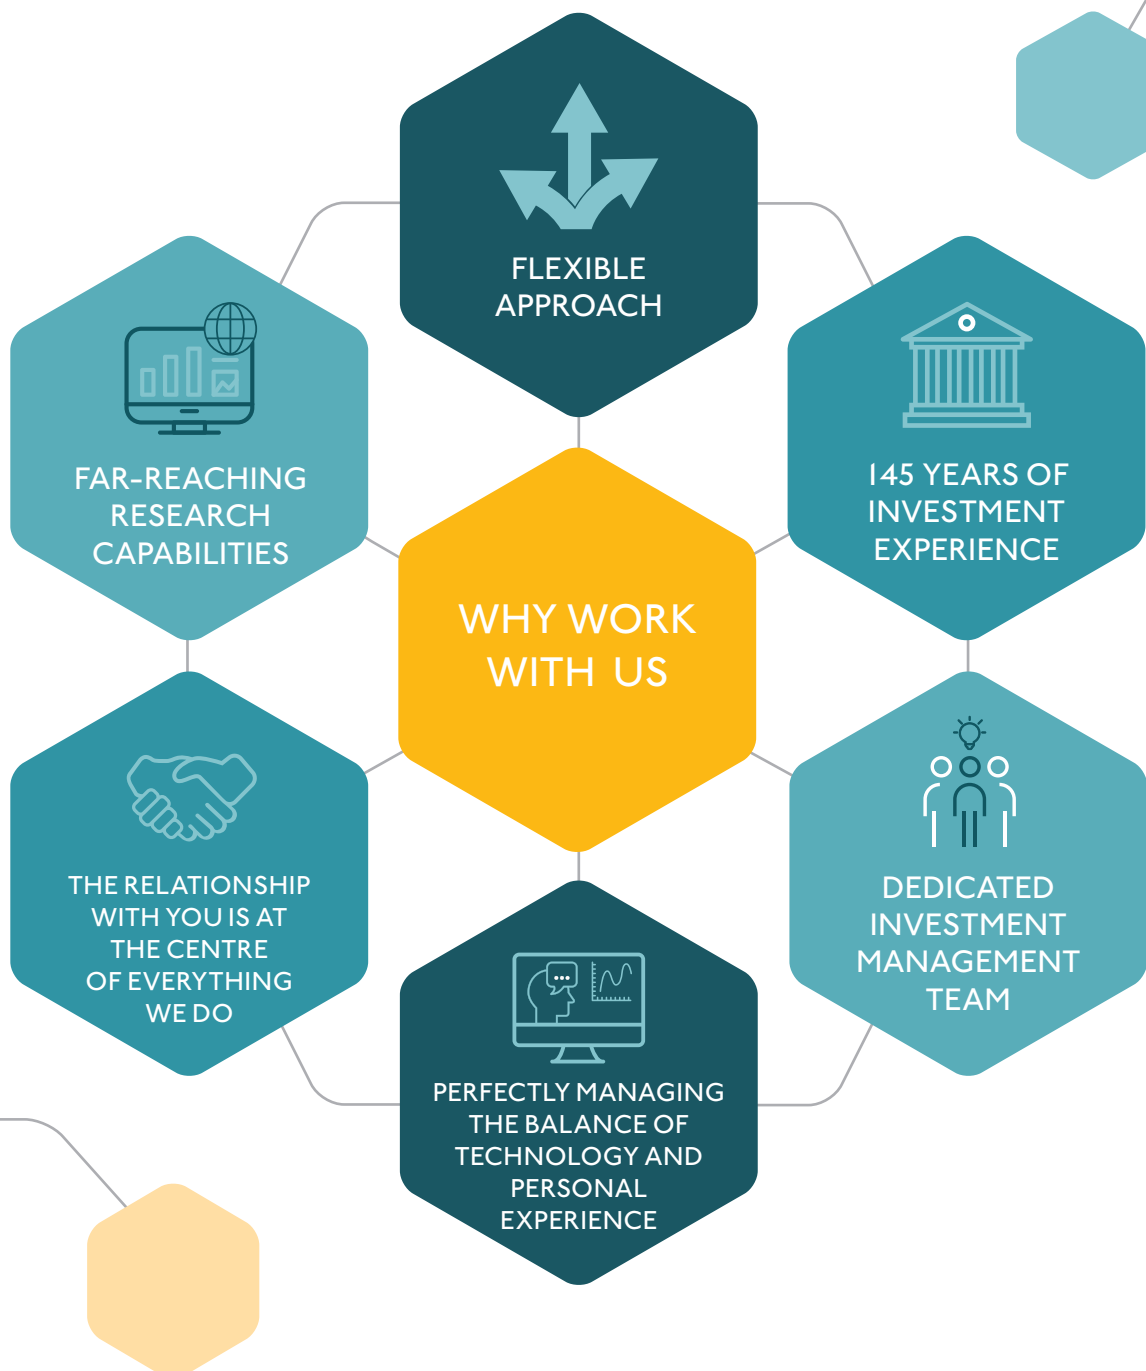 FLEXIBLE
APPROACH
FAR-REACHING
RESEARCH
CAPABILITIES
145 YEARS OF
INVESTMENT
EXPERIENCE
WHY WORK
WITH US
THE RELATIONSHIP
WITH YOU IS AT
THE CENTRE
OF EVERYTHING
WE DO
DEDICATED
INVESTMENT
MANAGEMENT
TEAM
PERFECTLY MANAGING
THE BALANCE OF
TECHNOLOGY AND
PERSONAL
EXPERIENCE